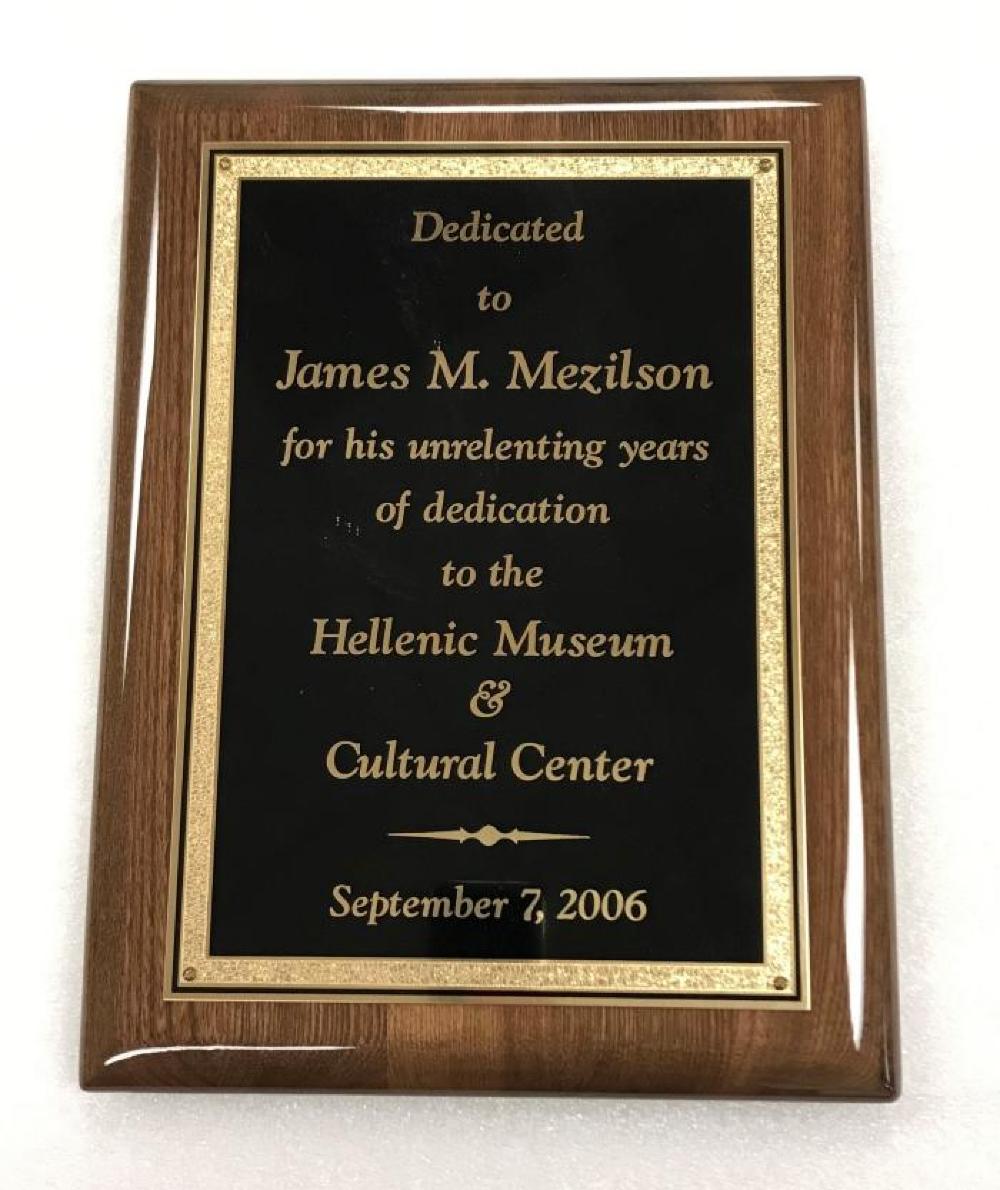 Dedicated
to
James M. Mezilson
for his unrelenting years
of dedication
to the
Hellenic Museum
&
Cultural Center
September 7, 2006